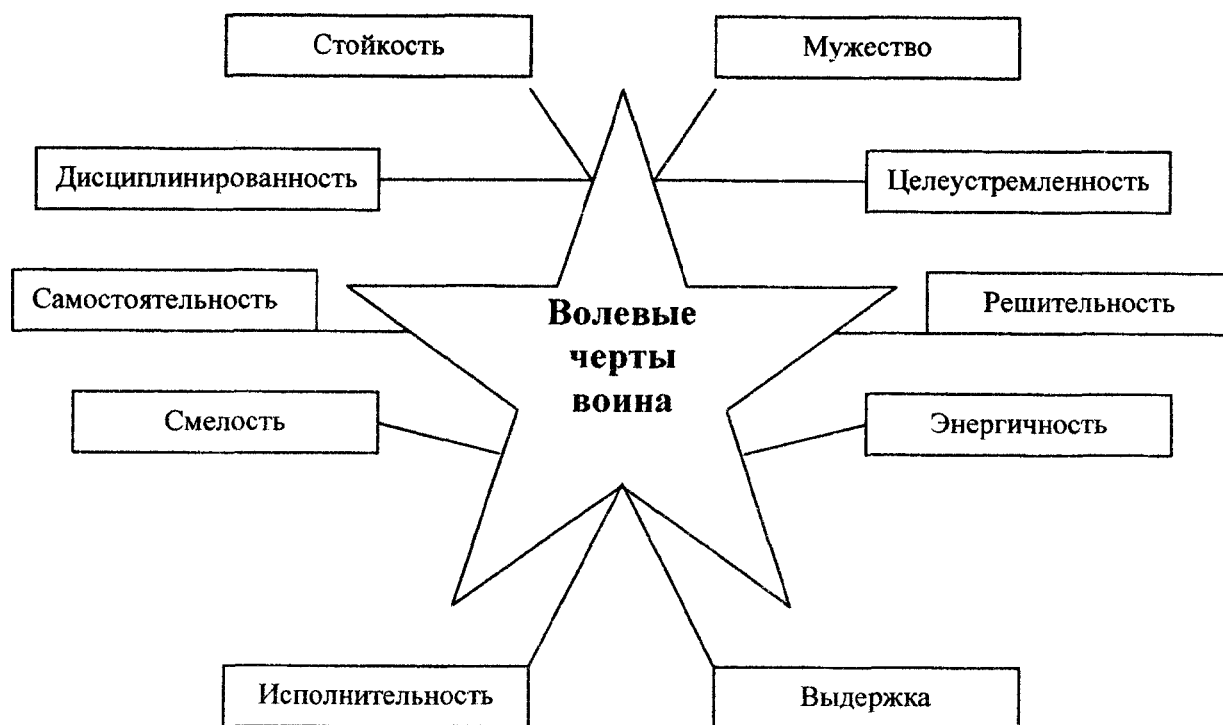 Стойкость
Мужество
Дисциплинированность
Целеустремленность
Самостоятельность
Решительность
Волевые
черты
воина
Смелость
Энергичность
Исполнительность
Выдержка